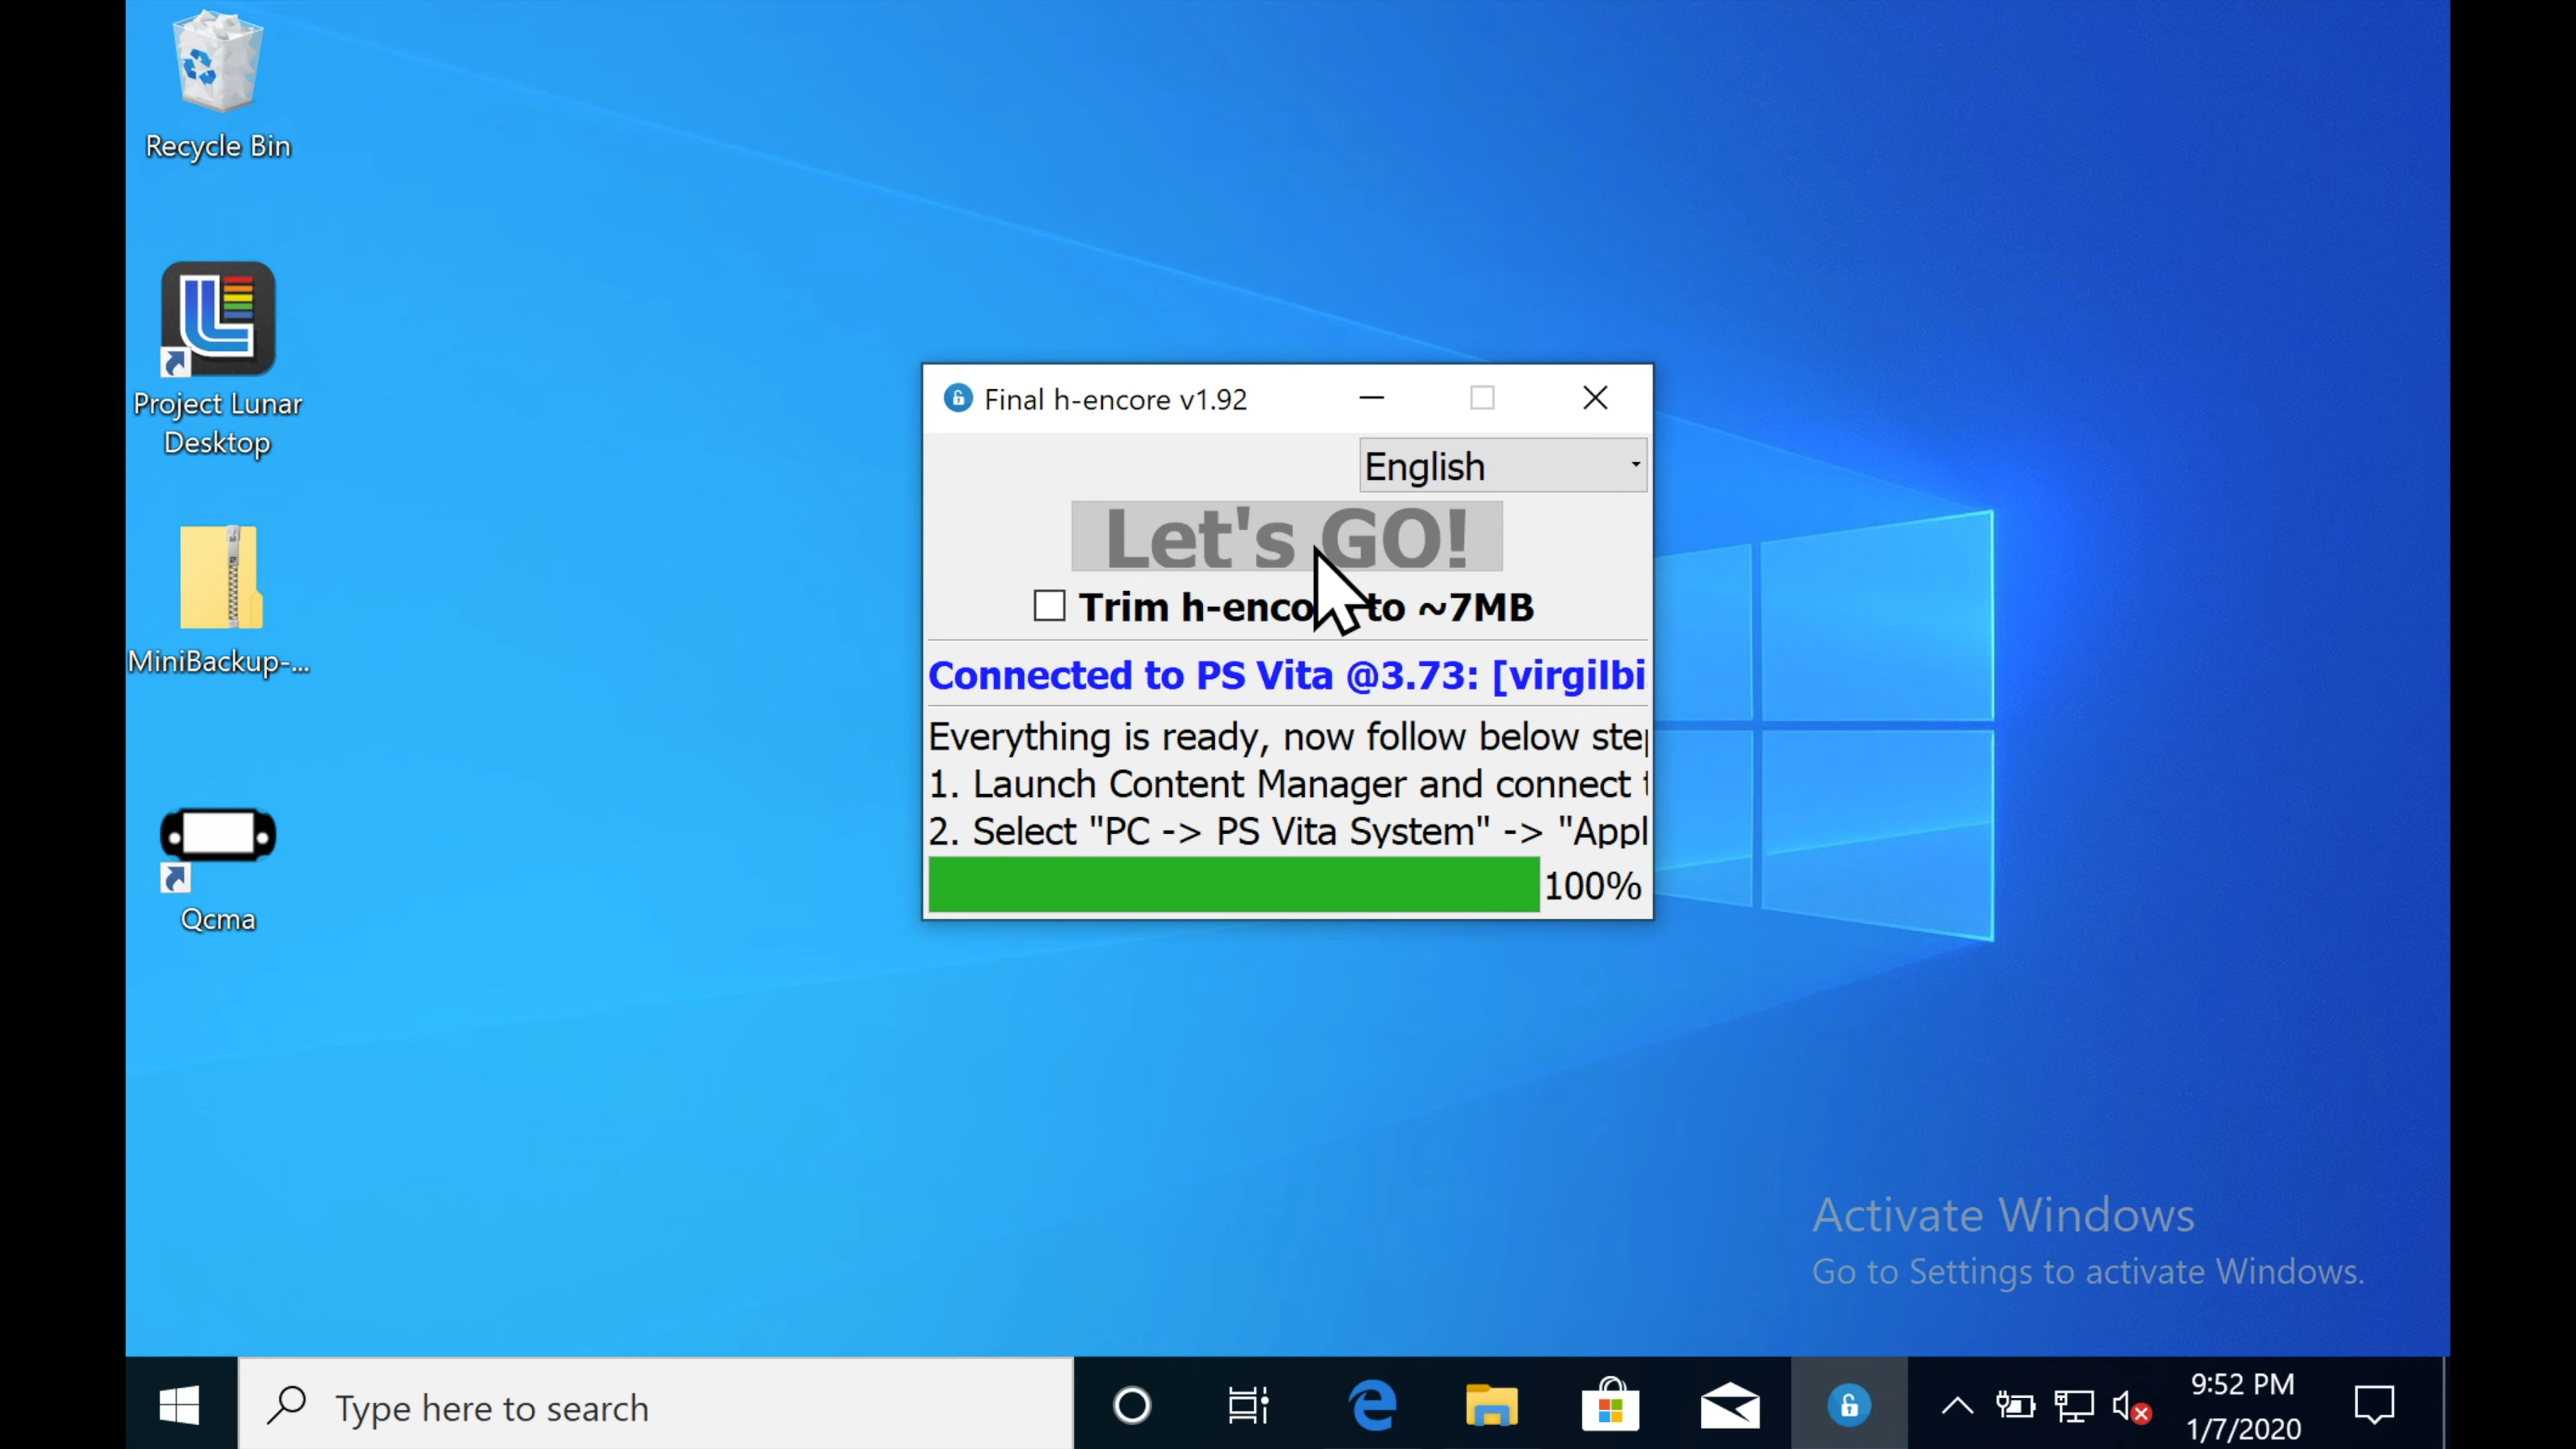 Recycle Bin
Project Lunar
Desktop
MiniBackup-...
Qcma
Final h-encore v1.92
English
Let's GO!
Trim h-enco to ~7MB
Connected to PS Vita @3.73: [virgilbi
Everything is ready, now follow below ste
1. Launch Content Manager and connect t
2. Select "PC -> PS Vita System" -> "Appl
100%
Activate Windows
Go to Settings to activate Windows.
Type here to search
9:52 PM
1/7/2020